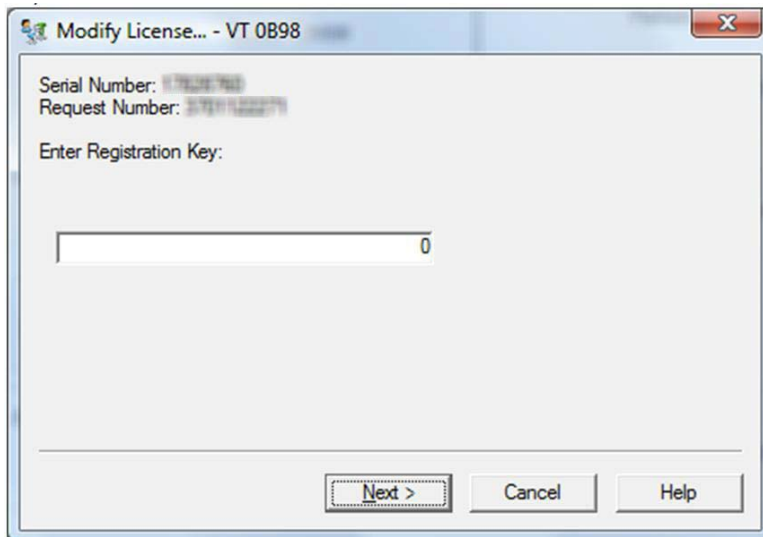 Modify License... - VT 0B98
Serial Number:
Request Number:
Enter Registration Key:
0
Next >
Cancel
Help